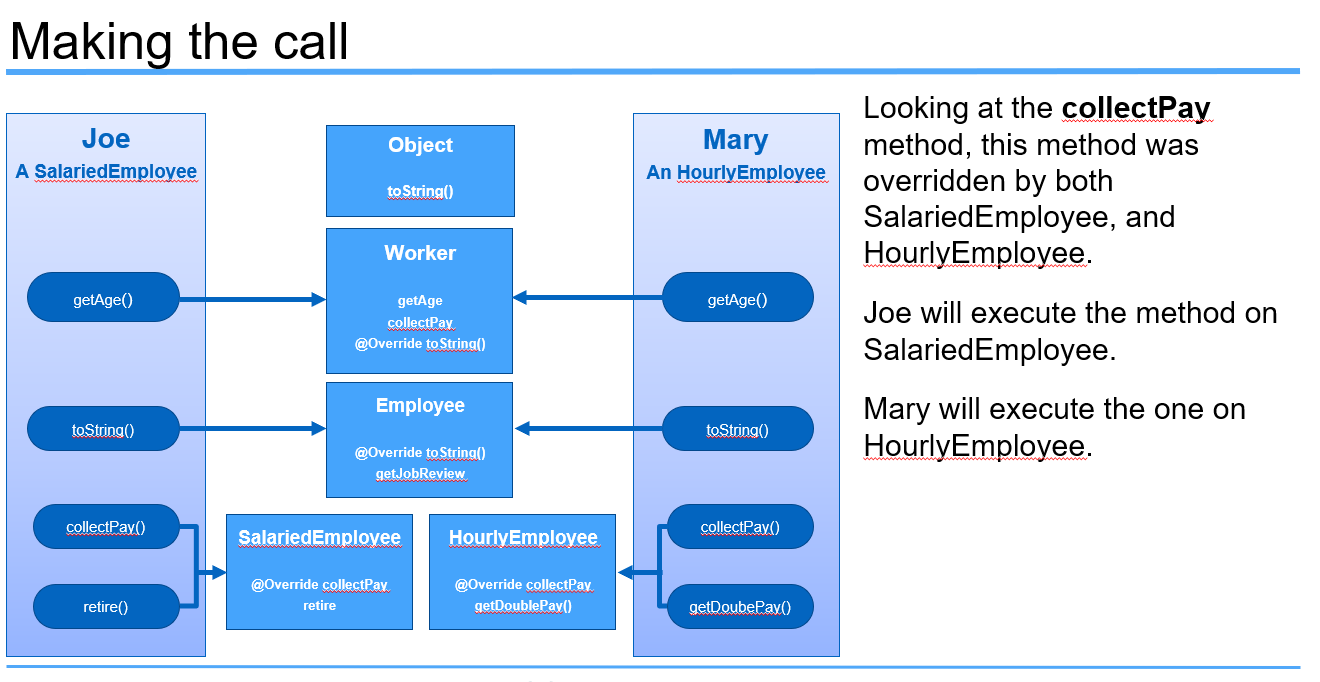 Making the call
Joe
A SalariedEmployee
getAge()
toString()
collectPay()
retire()
Object
toString()
Worker
getAge
collectPay
@Override toString()
Employee
@Override toString()
getJobReview
SalariedEmployee
@Override collectPay
retire
HourlyEmployee
@Override collectPay
getDoublePay()
Mary
An HourlyEmployee
getAge()
toString()
collectPay()
getDoubePay()
Looking at the collectPay
method, this method was
overridden by both
SalariedEmployee, and
HourlyEmployee.
Joe will execute the method on
SalariedEmployee.
Mary will execute the one on
HourlyEmployee.